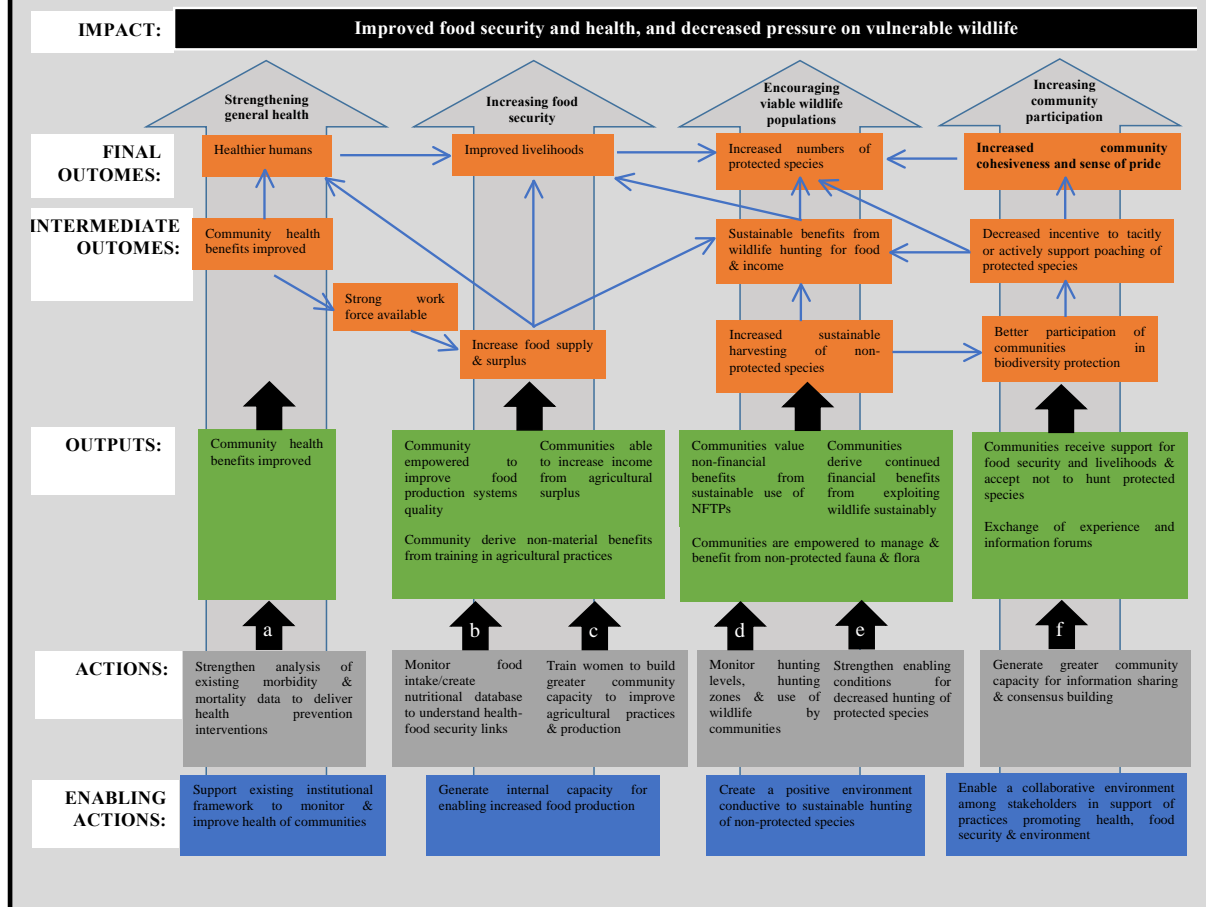 IMPACT:
Improved food security and health, and decreased pressure on vulnerable wildlife
Strengthening
general health
Increasing food
security
Encouraging
viable wildlife
populations
Increasing
community
participation
FINAL
OUTCOMES:
Healthier humans
Improved livelihoods
Increased numbers of
protected species
Increased community
cohesiveness and sense of pride
INTERMEDIATE
OUTCOMES:
Community health
benefits improved
Sustainable benefits from
wildlife hunting for food
& income
Decreased incentive to tacitly
or actively support poaching of
protected species
Strong work
force available
Increase food supply
& surplus
Increased sustainable
harvesting of non-
protected species
Better participation of
communities in
biodiversity protection
OUTPUTS:
Community health
benefits improved
Community
empowered to
improve food
production systems
quality
Communities able
to increase income
from agricultural
surplus
Community derive non-material benefits
from training in agricultural practices
Communities value
non-financial
benefits from
sustainable use of
NFTPs
Communities
derive continued
financial benefits
from exploiting
wildlife sustainably
Communities are empowered to manage &
benefit from non-protected fauna & flora
Communities receive support for
food security and livelihoods &
accept not to hunt protected
species
Exchange of experience and
information forums
a
b
c
d
e
f
ACTIONS:
Strengthen analysis of
existing morbidity &
mortality data to deliver
health prevention
interventions
Monitor food
intake/create
nutritional database
to understand health-
food security links
Train women to build
greater community
capacity to improve
agricultural practices
& production
Monitor hunting
levels, hunting
zones & use of
wildlife by
communities
Strengthen enabling
conditions for
decreased hunting of
protected species
Generate greater community
capacity for information sharing
& consensus building
ENABLING
ACTIONS:
Support existing institutional
framework to monitor &
improve health of communities
Generate internal capacity for
enabling increased food production
Create a positive environment
conductive to sustainable hunting
of non-protected species
Enable a collaborative environment
among stakeholders in support of
practices promoting health, food
security & environment